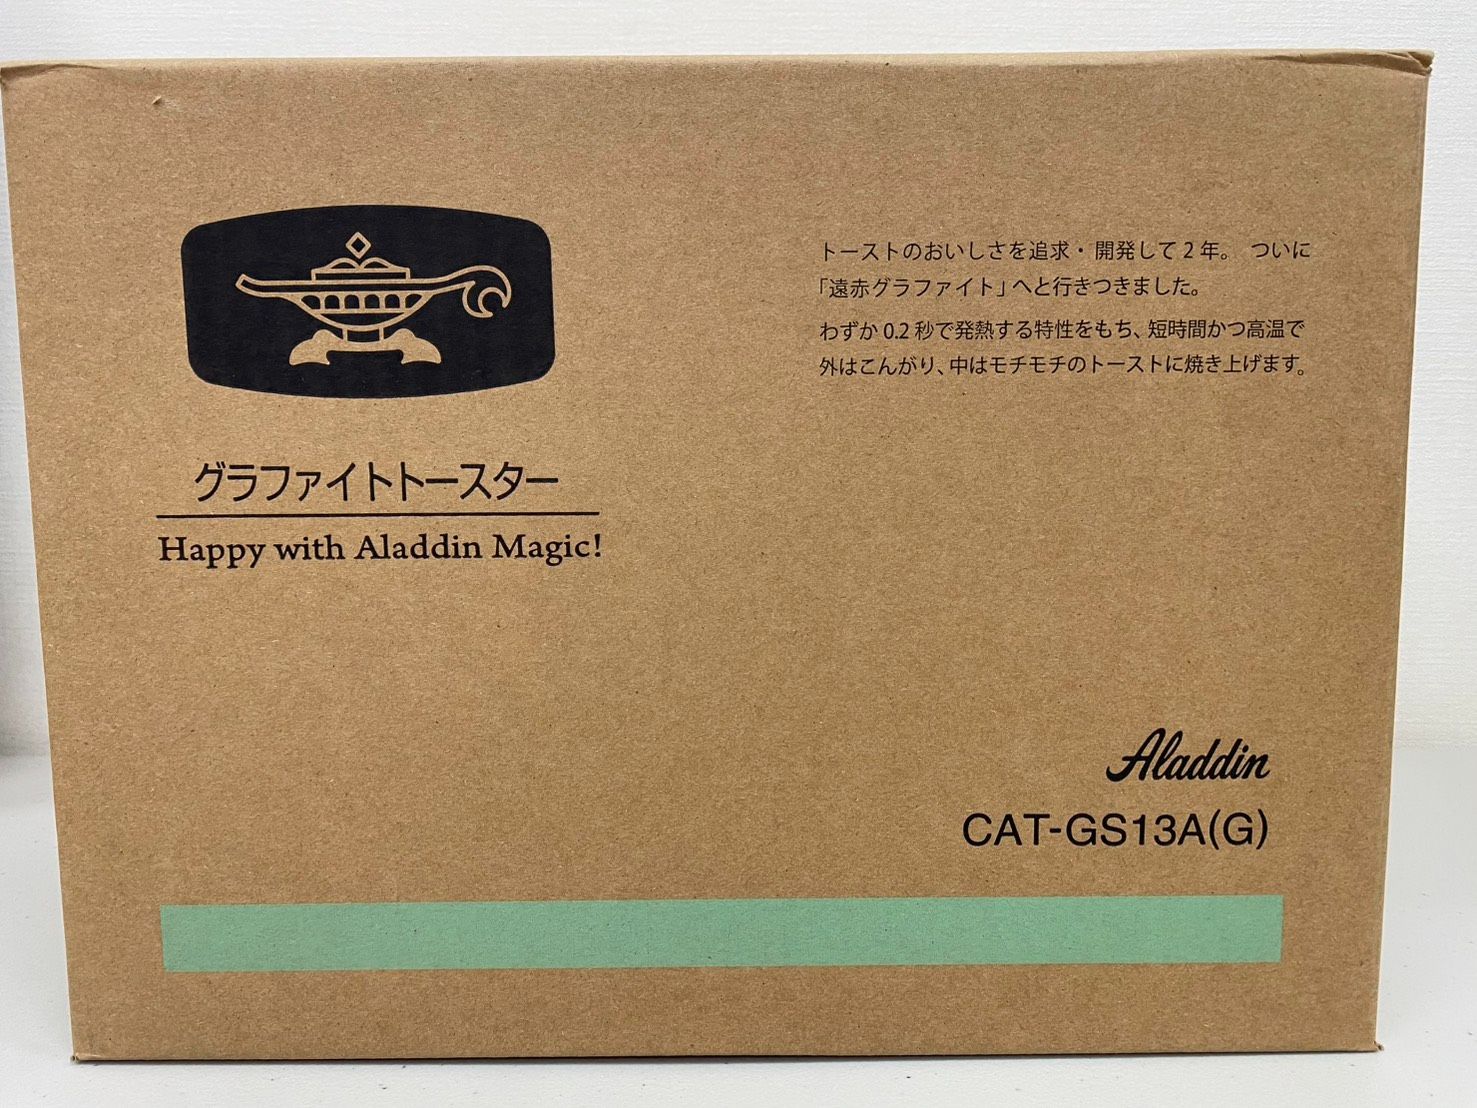 グラファイトトースター
Happy with Aladdin Magic!
トーストのおいしさを追求・開発して2年。 ついに
「遠赤グラファイト」へと行きつきました。
わずか0.2秒で発熱する特性をもち、短時間かつ高温で
外はこんがり、中はモチモチのトーストに焼き上げます。
Aladdin
CAT-GS13A(G)